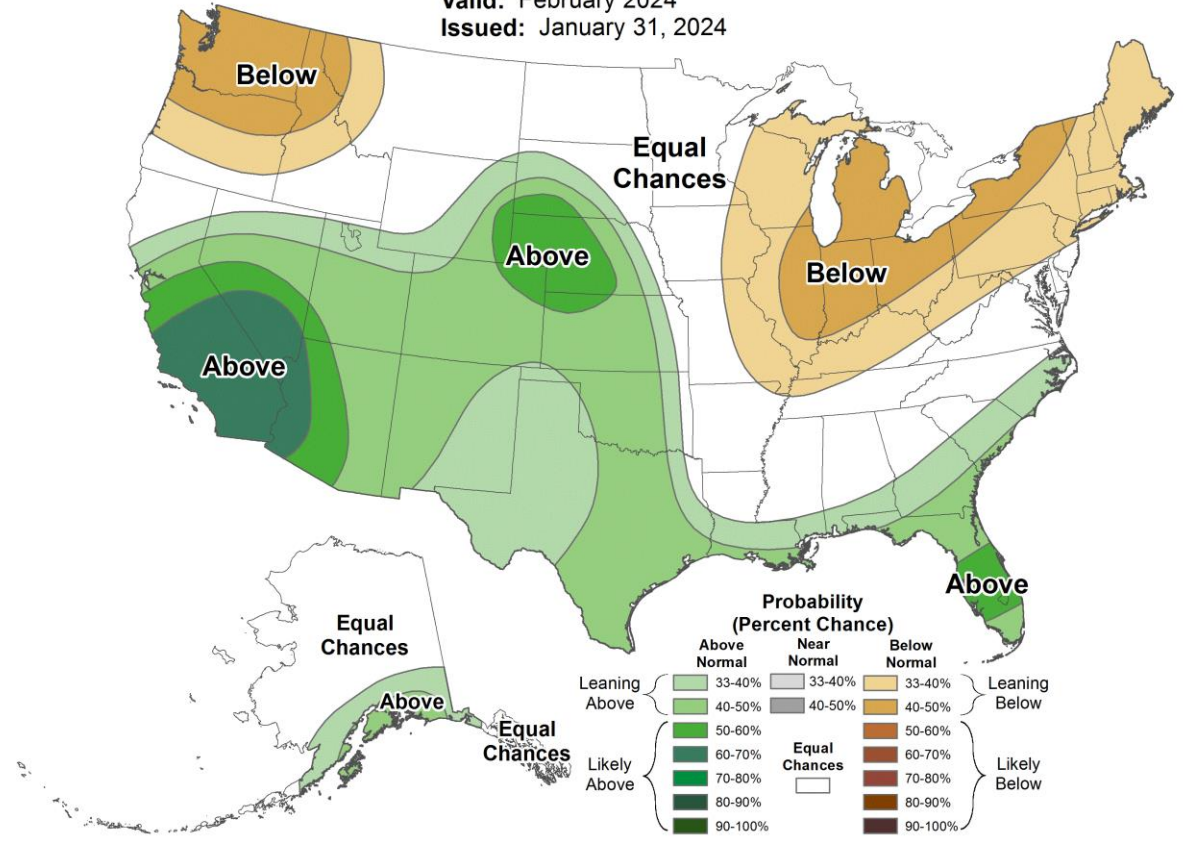 Valid: February 2024
Issued: January 31, 2024
Below
Equal
Chances
Above
Below
Above
Above
Equal
Chances
Above
Equal
Chances
Probability
(Percent Chance)
Above
Normal
Near
Normal
Below
Normal
Leaning
Above
33-40%
40-50%
33-40%
40-50%
33-40%
40-50%
Leaning
Below
Likely
Above
50-60%
60-70%
70-80%
80-90%
90-100%
Equal
Chances
50-60%
60-70%
70-80%
80-90%
90-100%
Likely
Below